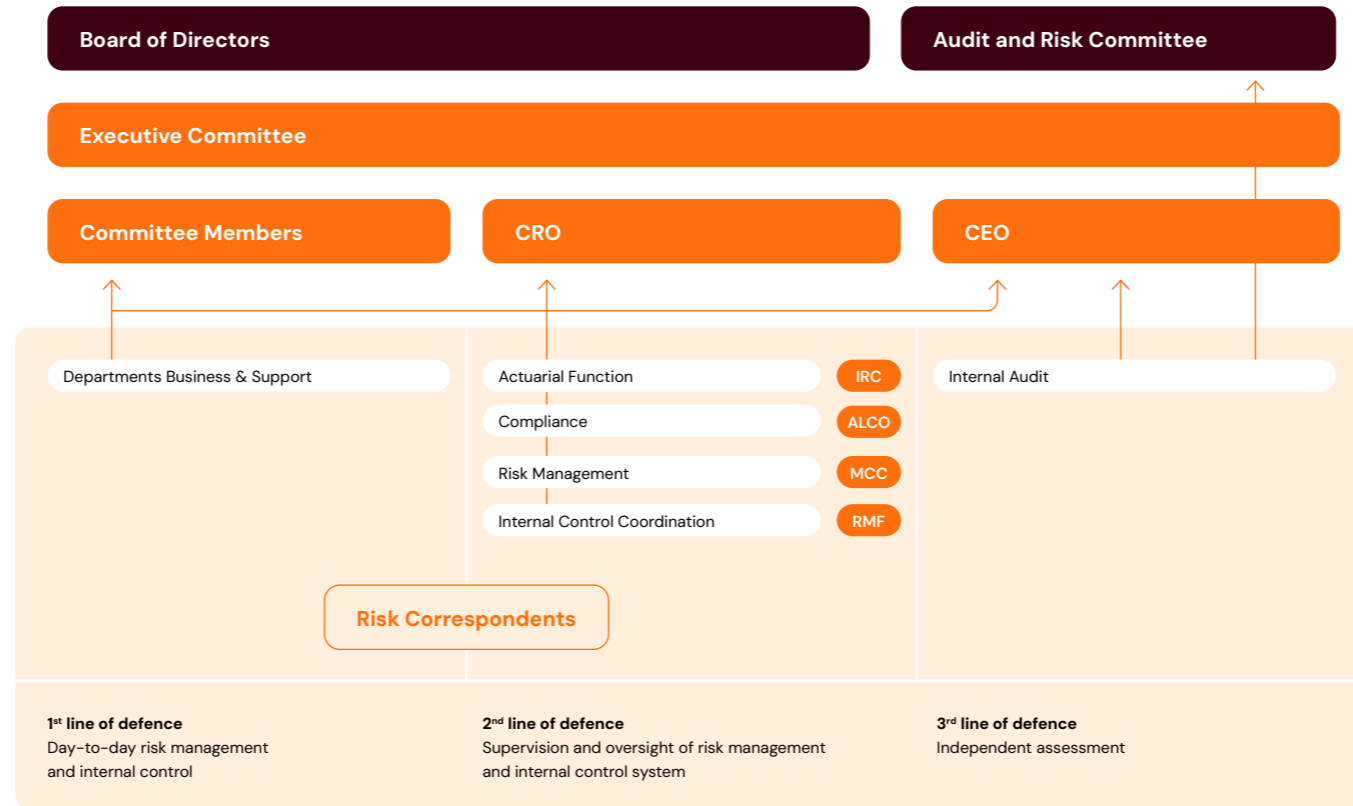 Board of Directors
Audit and Risk Committee
Executive Committee
Committee Members
CRO
CEO
Departments Business & Support
Actuarial Function
IRC
Internal Audit
Compliance
ALCO
Risk Management
MCC
Internal Control Coordination
RMF
Risk Correspondents
1st line of defence
Day-to-day risk management
and internal control
2nd line of defence
Supervision and oversight of risk management
and internal control system
3rd line of defence
Independent assessment